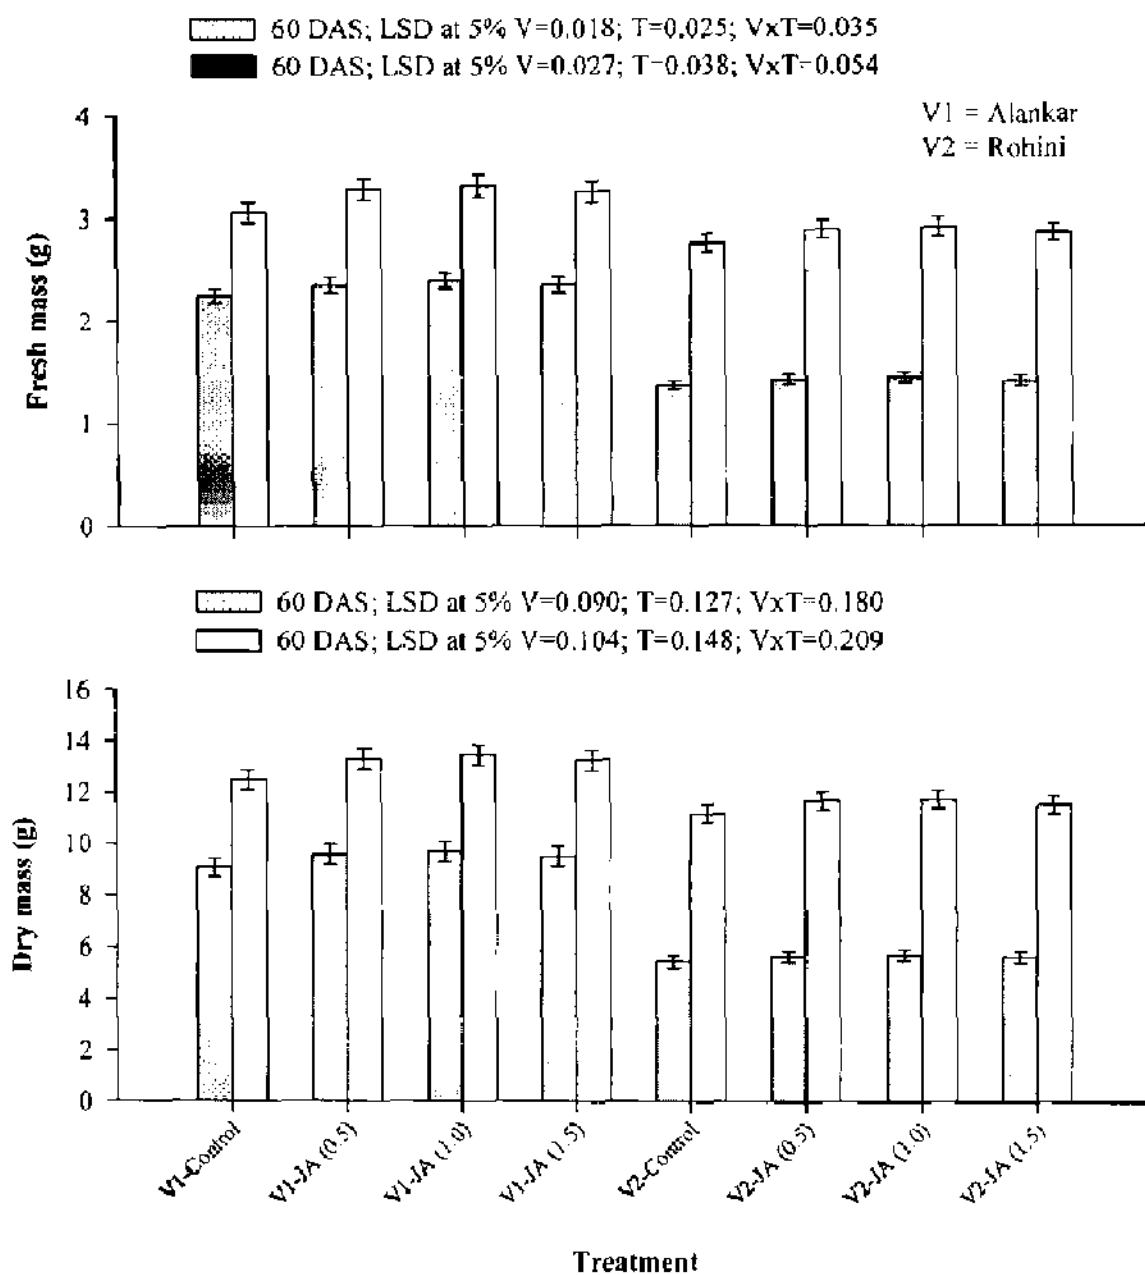 60 DAS; LSD at 5% V=0.018; T=0.025; VxT=0.035
60 DAS; LSD at 5% V=0.027; T=0.038; VxT=0.054
V1 = Alankar
V2 = Rohini
4
3
2
1
0
Fresh mass (g)
60 DAS; LSD at 5% V=0.090; T=0.127; VxT=0.180
60 DAS; LSD at 5% V=0.104; T=0.148; VxT=0.209
16
14
12
10
8
6
4
2
0
Dry mass (g)
V1-Control
V1-JA (0.5)
V1-JA (1.0)
V1-JA (1.5)
V2-Control
V2-JA (0.5)
V2-JA (1.0)
V2-JA (1.5)
Treatment